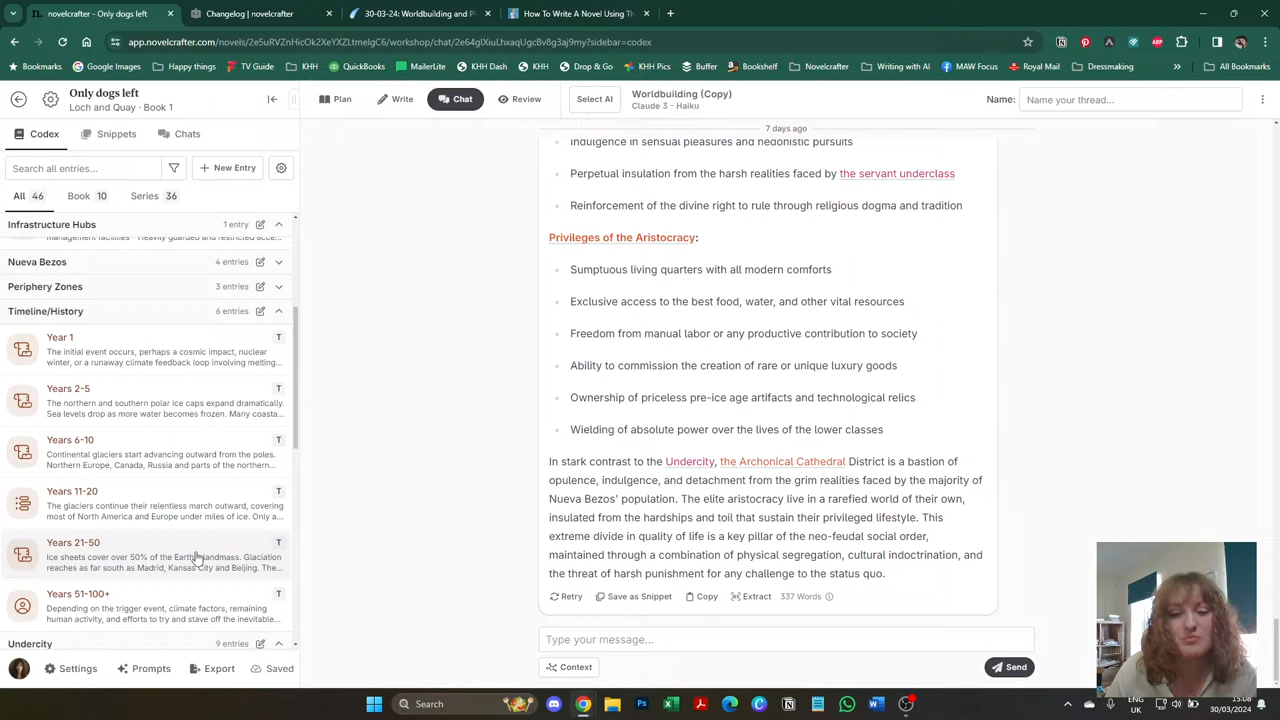 novelcrafter - Only dogs left
Changelog | novelcrafter
30-03-24: Worldbuilding and P
How To Write A Novel Using Th
app.novelcrafter.com/novels/2e5uRVZnHicOk2XeYXZLtmelgC6/workshop/chat/2e64glXiuLhxaqUgcBv8g3aj9my?sidebar=codex
Bookmarks
Google Images
Happy things
TV Guide
KHH
QuickBooks
MailerLite
KHH
Drop & Go
KHH Pics
Buffer
Bookshelf
Novelcrafter
Writing with AI
MAW Focus
Dressmaking
All Bookmarks
Only dogs left
Loch and Quay - Book 1
Plan
Write
Chat
Review
Select AI
Worldbuilding (Copy)
Claude 3 - Haiku
Name:
Name your thread...
Codex
Snippets
Chats
Search all entries...
+ New Entry
All 46
Book 10
Series 36
Infrastructure Hubs
1 entry
management facilities - Heavily guarded and restricted acce...
Nueva Bezos
4 entries
Periphery Zones
3 entries
Timeline/History
6 entries
Year 1
T
The initial event occurs, perhaps a cosmic impact, nuclear
winter, or a runaway climate feedback loop involving melting...
Years 2-5
T
The northern and southern polar ice caps expand dramatically.
Sea levels drop as more water becomes frozen. Many coasta...
Years 6-10
T
Continental glaciers start advancing outward from the poles.
Northern Europe, Canada, Russia and parts of the northern...
Years 11-20
T
The glaciers continue their relentless march outward, covering
most of North America and Europe under miles of ice. Only a...
Years 21-50
T
Ice sheets cover over 50% of the Earth landmass. Glaciation
reaches as far south as Madrid, Kansas City and Beijing. The...
Years 51-100+
T
Depending on the trigger event, climate factors, remaining
human activity, and efforts to try and stave off the inevitable...
Undercity
9 entries
Settings
Prompts
Export
Saved
7 days ago
Indulgence in sensual pleasures and hedonistic pursuits
Perpetual insulation from the harsh realities faced by the servant underclass
Reinforcement of the divine right to rule through religious dogma and tradition
Privileges of the Aristocracy:
Sumptuous living quarters with all modern comforts
Exclusive access to the best food, water, and other vital resources
Freedom from manual labor or any productive contribution to society
Ability to commission the creation of rare or unique luxury goods
Ownership of priceless pre-ice age artifacts and technological relics
Wielding of absolute power over the lives of the lower classes
In stark contrast to the Undercity, the Archonical Cathedral District is a bastion of
opulence, indulgence, and detachment from the grim realities faced by the majority of
Nueva Bezos' population. The elite aristocracy live in a rarefied world of their own,
insulated from the hardships and toil that sustain their privileged lifestyle. This
extreme divide in quality of life is a key pillar of the neo-feudal social order,
maintained through a combination of physical segregation, cultural indoctrination, and
the threat of harsh punishment for any challenge to the status quo.
Retry
Save as Snippet
Copy
Extract
337 Words
Type your message...
Context
Send
Search
ENG
UK
15:08
30/03/2024